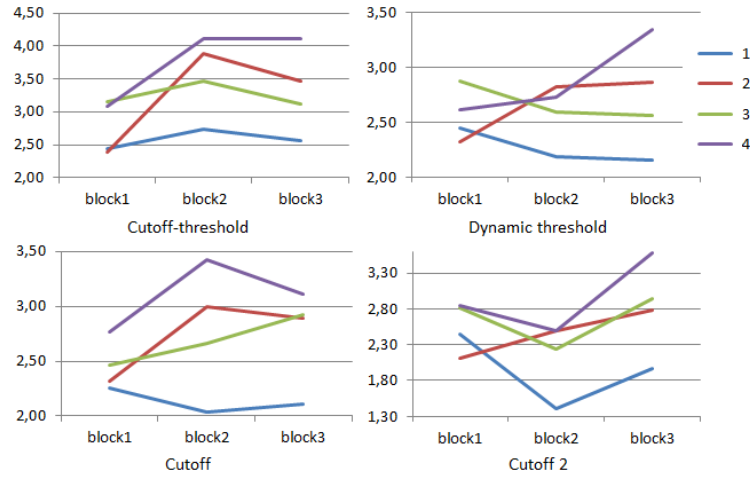 4,50
4,00
3,50
3,00
2,50
2,00
block1 block2 block3
Cutoff-threshold
3,50
3,00
2,50
2,00
block1 block2 block3
Dynamic threshold
1
2
3
4
3,50
3,00
2,50
2,00
block1 block2 block3
Cutoff
3,30
2,80
2,30
1,80
1,30
block1 block2 block3
Cutoff 2